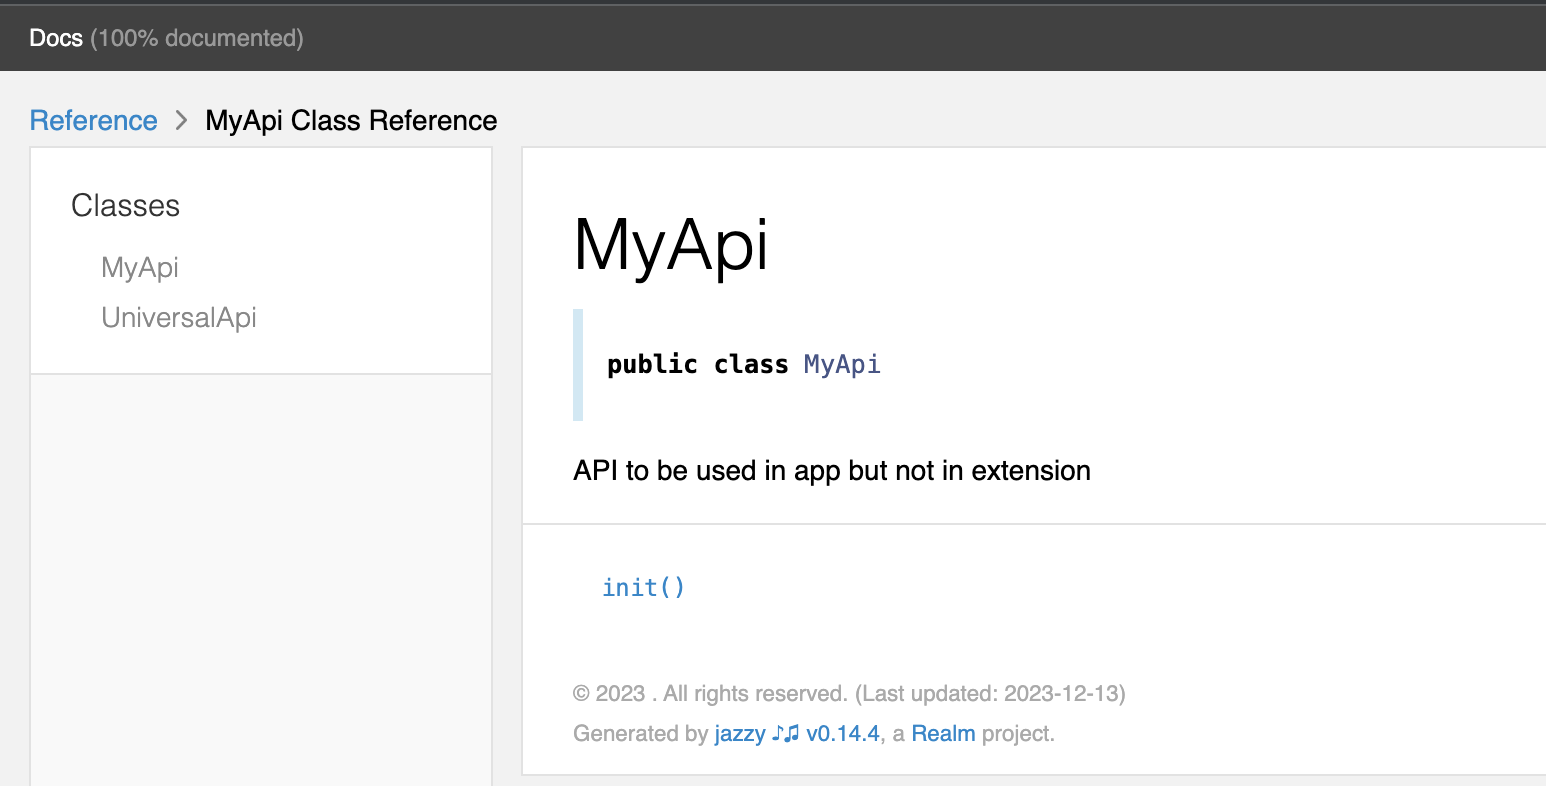 Docs (100% documented)
Reference > MyApi Class Reference
Classes
MyApi
UniversalApi
MyApi
public class MyApi
API to be used in app but not in extension
init()
© 2023 . All rights reserved. (Last updated: 2023-12-13)
Generated by jazzy ♪♫ v0.14.4, a Realm project.